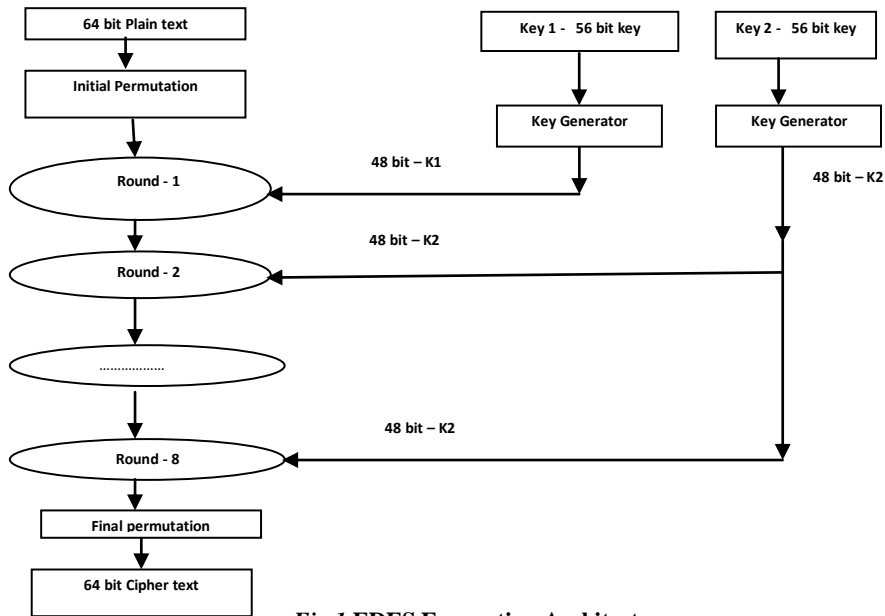 64 bit Plain text
Key 1 - 56 bit key
Key 2 - 56 bit key
Initial Permutation
Key Generator
Key Generator
48 bit – K1
48 bit – K2
Round - 1
48 bit – K2
Round - 2
………………
48 bit – K2
Round - 8
Final permutation
64 bit Cipher text